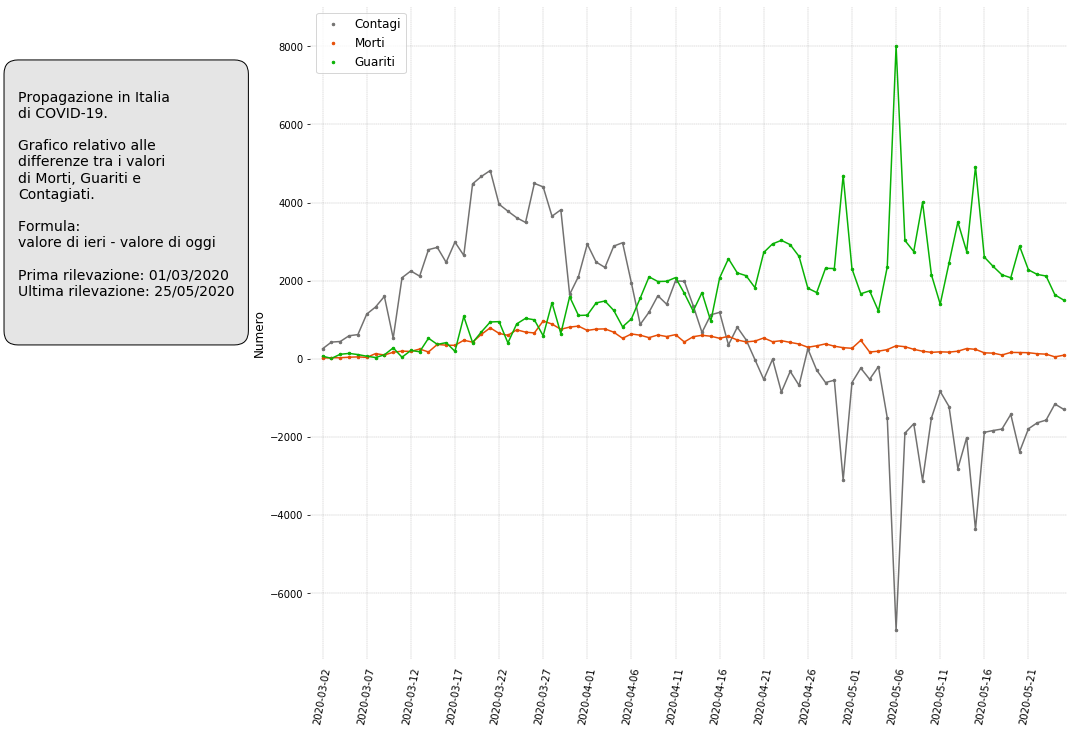 Propagazione in Italia
di COVID-19.
Grafico relativo alle
differenze tra i valori
di Morti, Guariti e
Contagiati.
Formula:
valore di ieri - valore di oggi
Prima rilevazione: 01/03/2020
Ultima rilevazione: 25/05/2020
Contagi
Morti
Guariti
Numero
8000
6000
4000
2000
0
−2000
−4000
−6000
2020-03-02
2020-03-07
2020-03-12
2020-03-17
2020-03-22
2020-03-27
2020-04-01
2020-04-06
2020-04-11
2020-04-16
2020-04-21
2020-04-26
2020-05-01
2020-05-06
2020-05-11
2020-05-16
2020-05-21